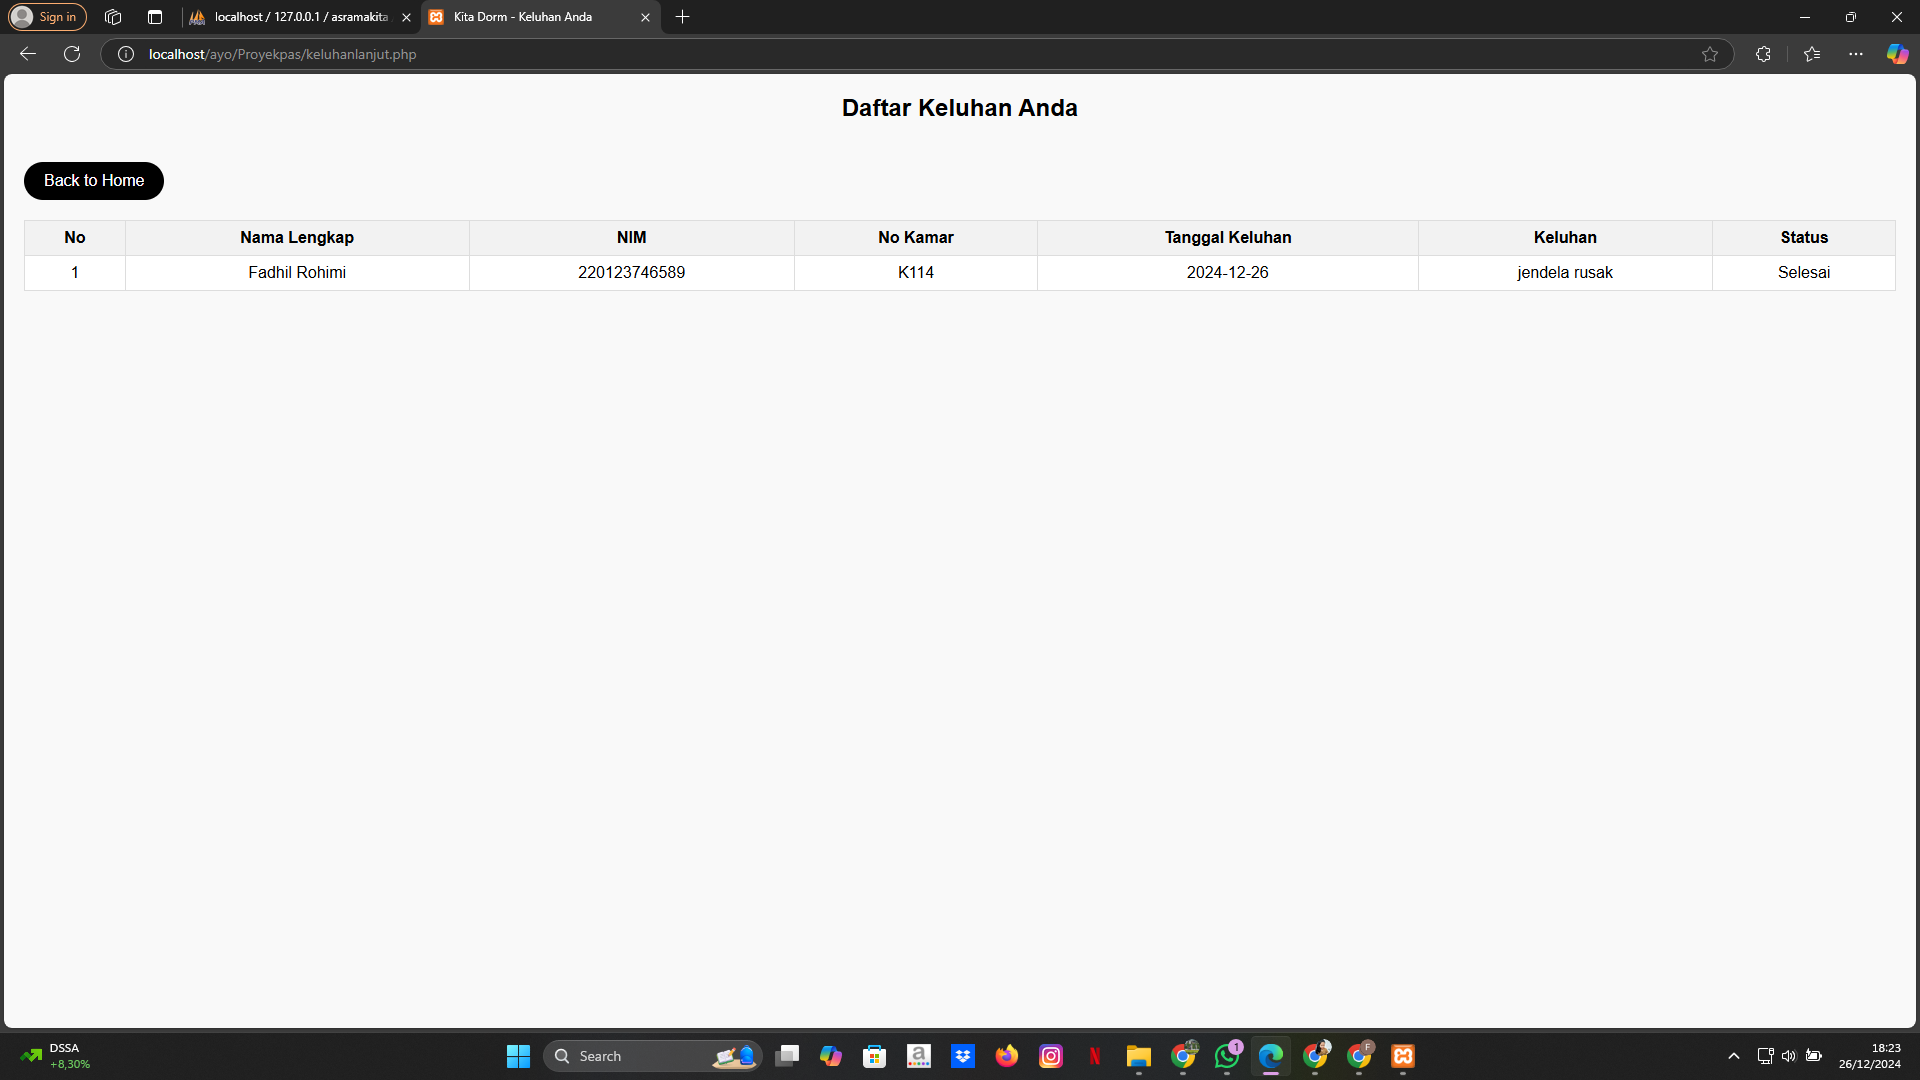 Sign in
localhost / 127.0.0.1 / asramakita
Kita Dorm - Keluhan Anda
localhost/ayo/Proyekpas/keluhanlanjut.php
Daftar Keluhan Anda
Back to Home
No Nama Lengkap NIM No Kamar Tanggal Keluhan Keluhan Status
1 Fadhil Rohimi 220123746589 K114 2024-12-26 jendela rusak Selesai
DSSA
+8,30%
Search
a
N
1
F
18:23
26/12/2024